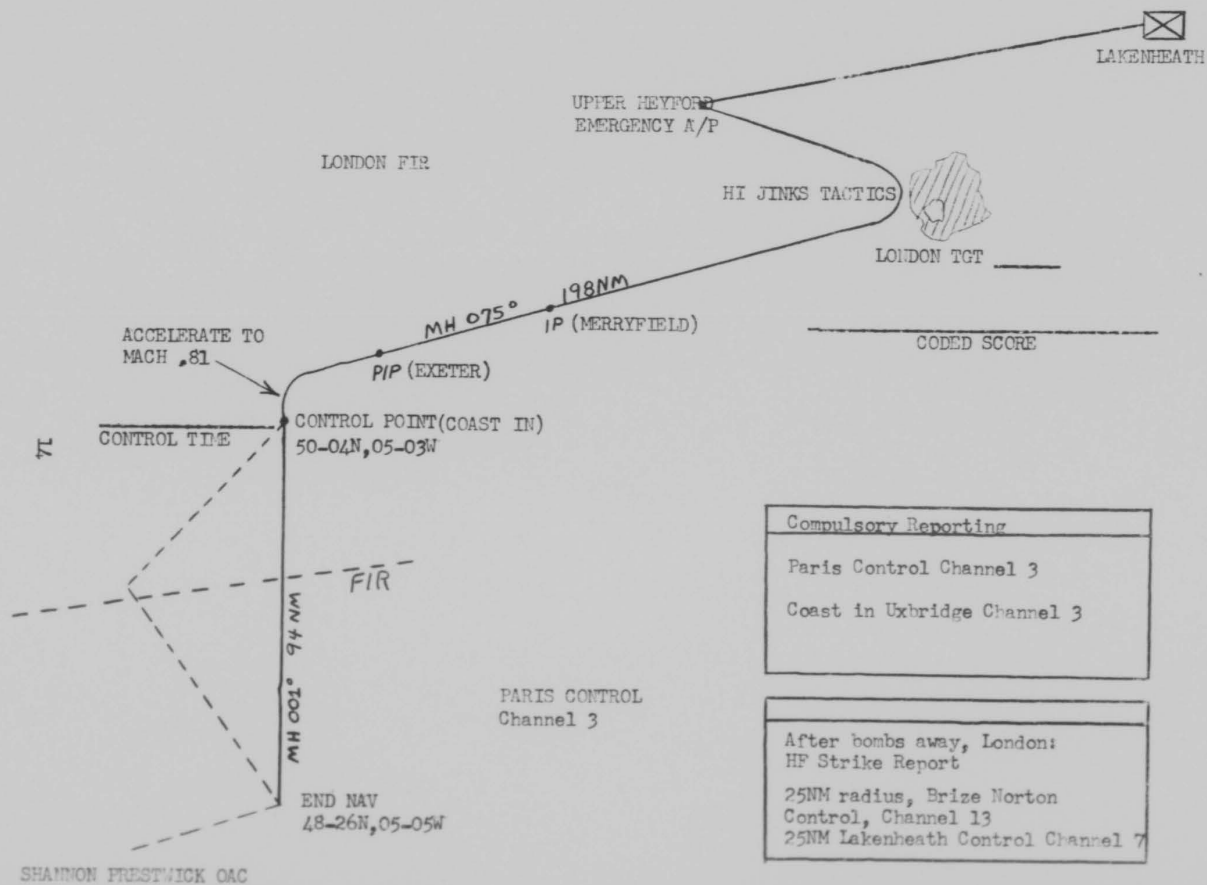 LAKENHEATH
UPPER HEYFORD
EMERGENCY A/P
LONDON FIR
HI JINKS TACTICS
LONDON TGT
198NM
MH 075°
IP (MERRYFIELD)
CODED SCORE
ACCELERATE TO
MACH .81
PIP (EXETER)
CONTROL POINT(COAST IN)
50-04N,05-03W
CONTROL TIME
14
FIR
MH 001° 94NM
PARIS CONTROL
Channel 3
END NAV
48-26N,05-05W
SHANNON PRESTWICK OAC
Compulsory Reporting
Paris Control Channel 3
Coast in Uxbridge Channel 3
After bombs away, London:
HF Strike Report
25NM radius, Brize Norton
Control, Channel 13
25NM Lakenheath Control Channel 7